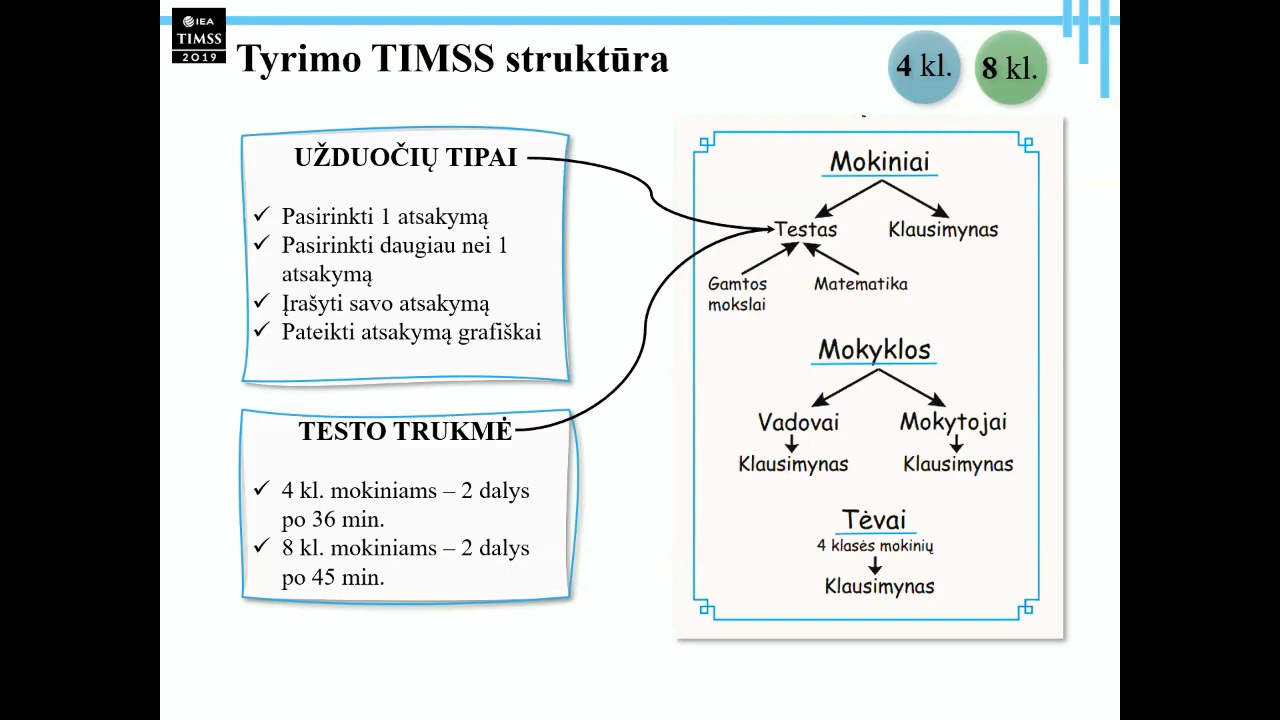 IEA
TIMSS
2019
Tyrimo TIMSS struktūra
4 kl.
8 kl.
UŽDUOČIŲ TIPAI
Pasirinkti 1 atsakymą
Pasirinkti daugiau nei 1
atsakymą
Įrašyti savo atsakymą
Pateikti atsakymą grafiškai
TESTO TRUKMĖ
4 kl. mokiniams – 2 dalys
po 36 min.
8 kl. mokiniams – 2 dalys
po 45 min.
Mokiniai
Testas
Klausimynas
Gamtos
mokslai
Matematika
Mokyklos
Vadovai
Mokytojai
Klausimynas
Klausimynas
Tėvai
4 klasės mokinių
Klausimynas